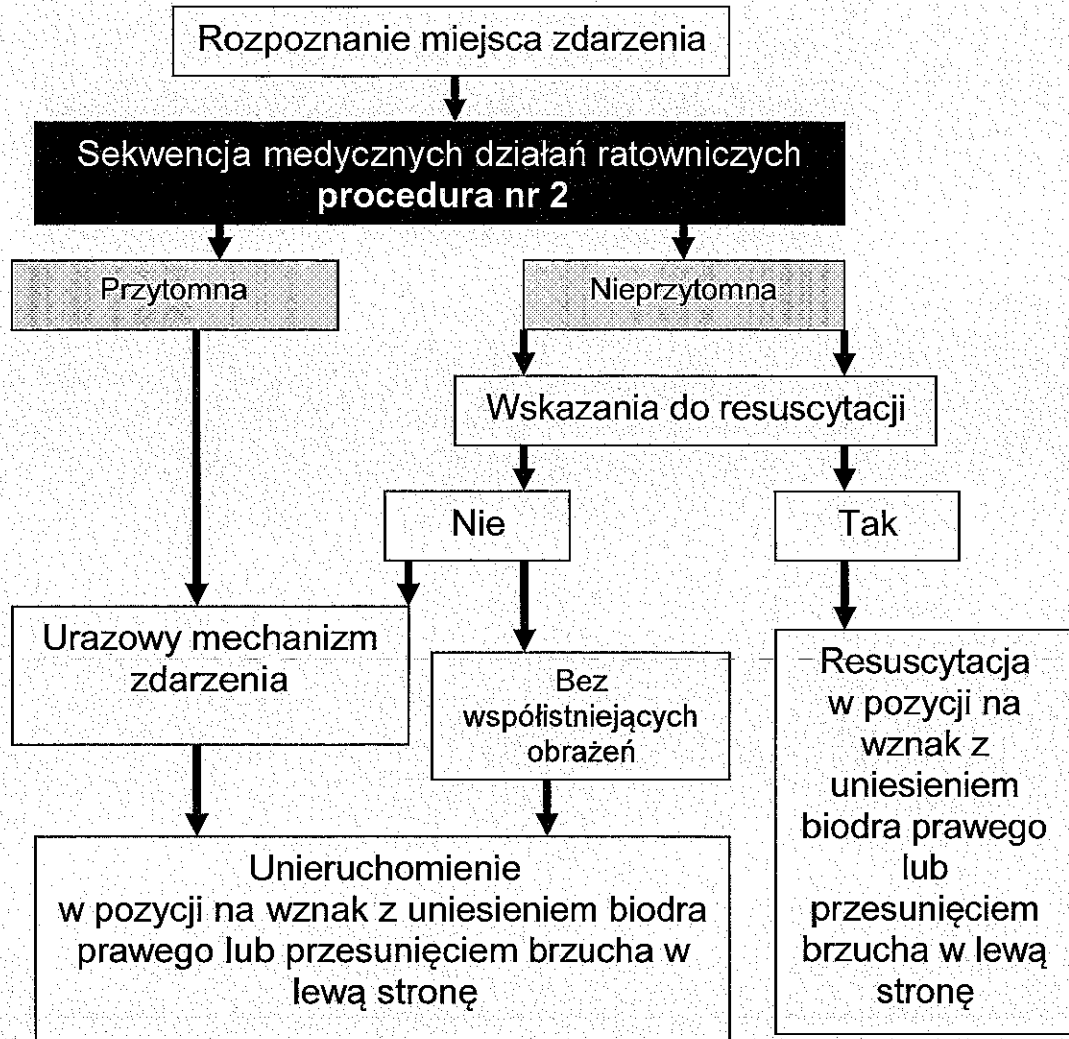 Rozpoznanie miejsca zdarzenia
Sekwencja medycznych działań ratowniczych
procedura nr 2
Przytomna
Nieprzytomna
Wskazania do resuscytacji
Nie
Tak
Urazowy mechanizm
zdarzenia
Bez
współistniejących
obrażeń
Resuscytacja
w pozycji na
wznak z
uniesieniem
biodra prawego
lub
przesunięciem
brzucha w lewą
stronę
Unieruchomienie
w pozycji na wznak z uniesieniem biodra
prawego lub przesunięciem brzucha w
lewą stronę